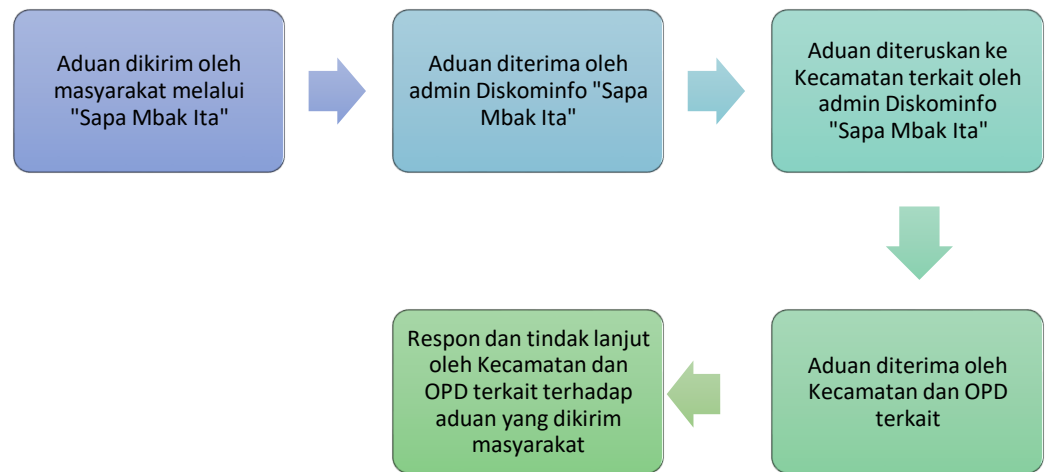 Aduan dikirim oleh
masyarakat melalui
"Sapa Mbak Ita"
Aduan diterima oleh
admin Diskominfo "Sapa
Mbak Ita"
Aduan diteruskan ke
Kecamatan terkait oleh
admin Diskominfo
"Sapa Mbak Ita"
Aduan diterima oleh
Kecamatan dan OPD
terkait
Respon dan tindak lanjut
oleh Kecamatan dan
OPD terkait terhadap
aduan yang dikirim
masyarakat